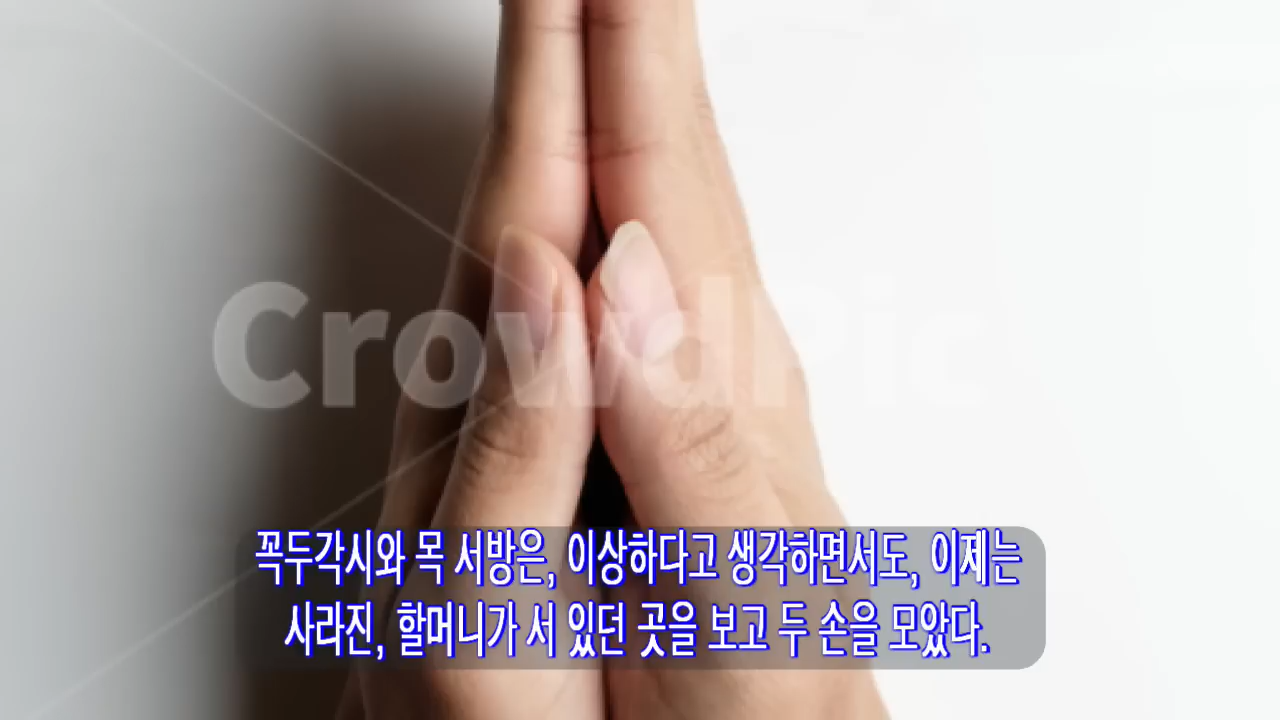 CrowdPic
꼭두각시와 목 서방은, 이상하다고 생각하면서도, 이제는
사라진, 할머니가 서 있던 곳을 보고 두 손을 모았다.